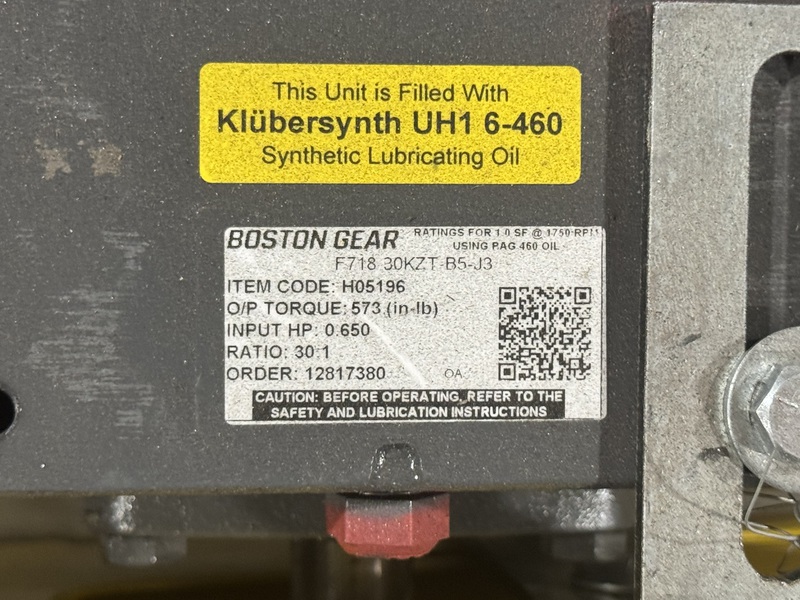 This Unit is Filled With
Klübersynth UH1 6-460
Synthetic Lubricating Oil
BOSTON GEAR
RATINGS FOR 1.0 SF @ 1750 RPM
USING PAG 460 OIL
F718 30KZT-B5-J3
ITEM CODE: H05196
O/P TORQUE: 573 (in-lb)
INPUT HP: 0.650
RATIO: 30:1
ORDER: 12817380
OA
CAUTION: BEFORE OPERATING, REFER TO THE
SAFETY AND LUBRICATION INSTRUCTIONS